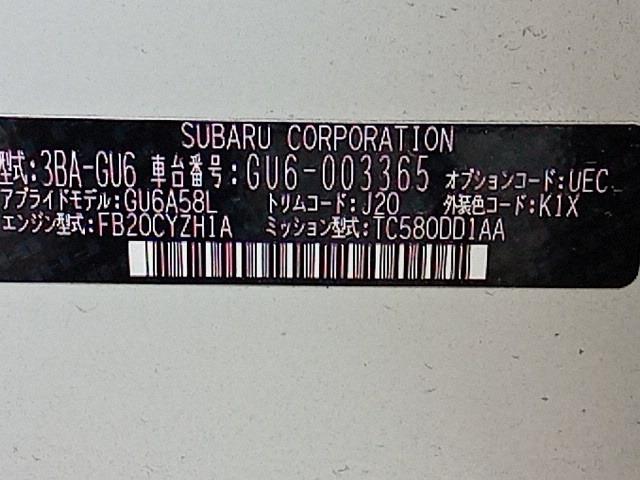 SUBARU CORPORATION
型式:3BA-GU6 車台番号:GU6-003365 オプションコード:UEC
アプライドモデル:GU6A58L トリムコード:J20 外装色コード:K1X
エンジン型式:FB20CYZH1A ミッション型式:TC580DD1AA